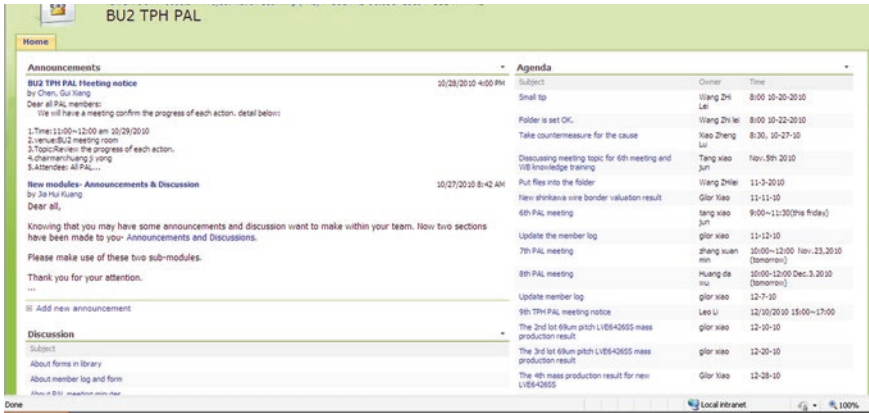 BU2 TPH PAL
Home
Announcements
BU2 TPH PAL Meeting notice 10/28/2010 4:00 PM
by Chen, Gui Xiang
Dear all PAL members:
We will have a meeting confirm the progress of each action. detail below:
1.Time:11:00~12:00 am 10/29/2010
2.venue:BU2 meeting room
3.Topic:Review the progress of each action.
4.chairman:huang ji yong
5.Attendee: All PAL...
New modules- Announcements & Discussion 10/27/2010 8:42 AM
by Jia Hui Kuang
Dear all,
Knowing that you may have some announcements and discussion want to make within your team. Now two sections
have been made to you- Announcements and Discussions.
Please make use of these two sub-modules.
Thank you for your attention.
...
Add new announcement
Discussion
Subject
About forms in library
About member log and form
About PAL meeting minutes
Agenda
Subject Owner Time
Small tip Wang ZHi Lei 8:00 10-20-2010
Folder is set OK. Wang Zhi lei 8:00 10-22-2010
Take countermeasure for the cause Xiao Zheng Lu 8:30, 10-27-10
Discussing meeting topic for 6th meeting and
WB knowledge training Tang xiao jun Nov.5th 2010
Put files into the folder Wang ZHlei 11-3-2010
New shinkawa wire bonder valuation result Glor Xiao 11-11-10
6th PAL meeting tang xiao jun 9:00~11:30(this friday)
Update the member log glor xiao 11-12-10
7th PAL meeting zhang xuan min 10:00~12:00 Nov.23,2010
(tomorrow)
8th PAL meeting Huang da 10:00-12:00 Dec.3.2010
(tomorrow)
Update member log glor xiao 12-7-10
9th TPH PAL meeting notice Leo Li 12/10/2010 15:00~17:00
The 2nd lot 69um pitch LVE6426SS mass
production result glor xiao 12-10-10
The 3rd lot 69um pitch LVE6426SS mass
production result glor xiao 12-20-10
The 4th mass production result for new
LVE6426SS Glor Xiao 12-28-10
Done Local intranet 100%